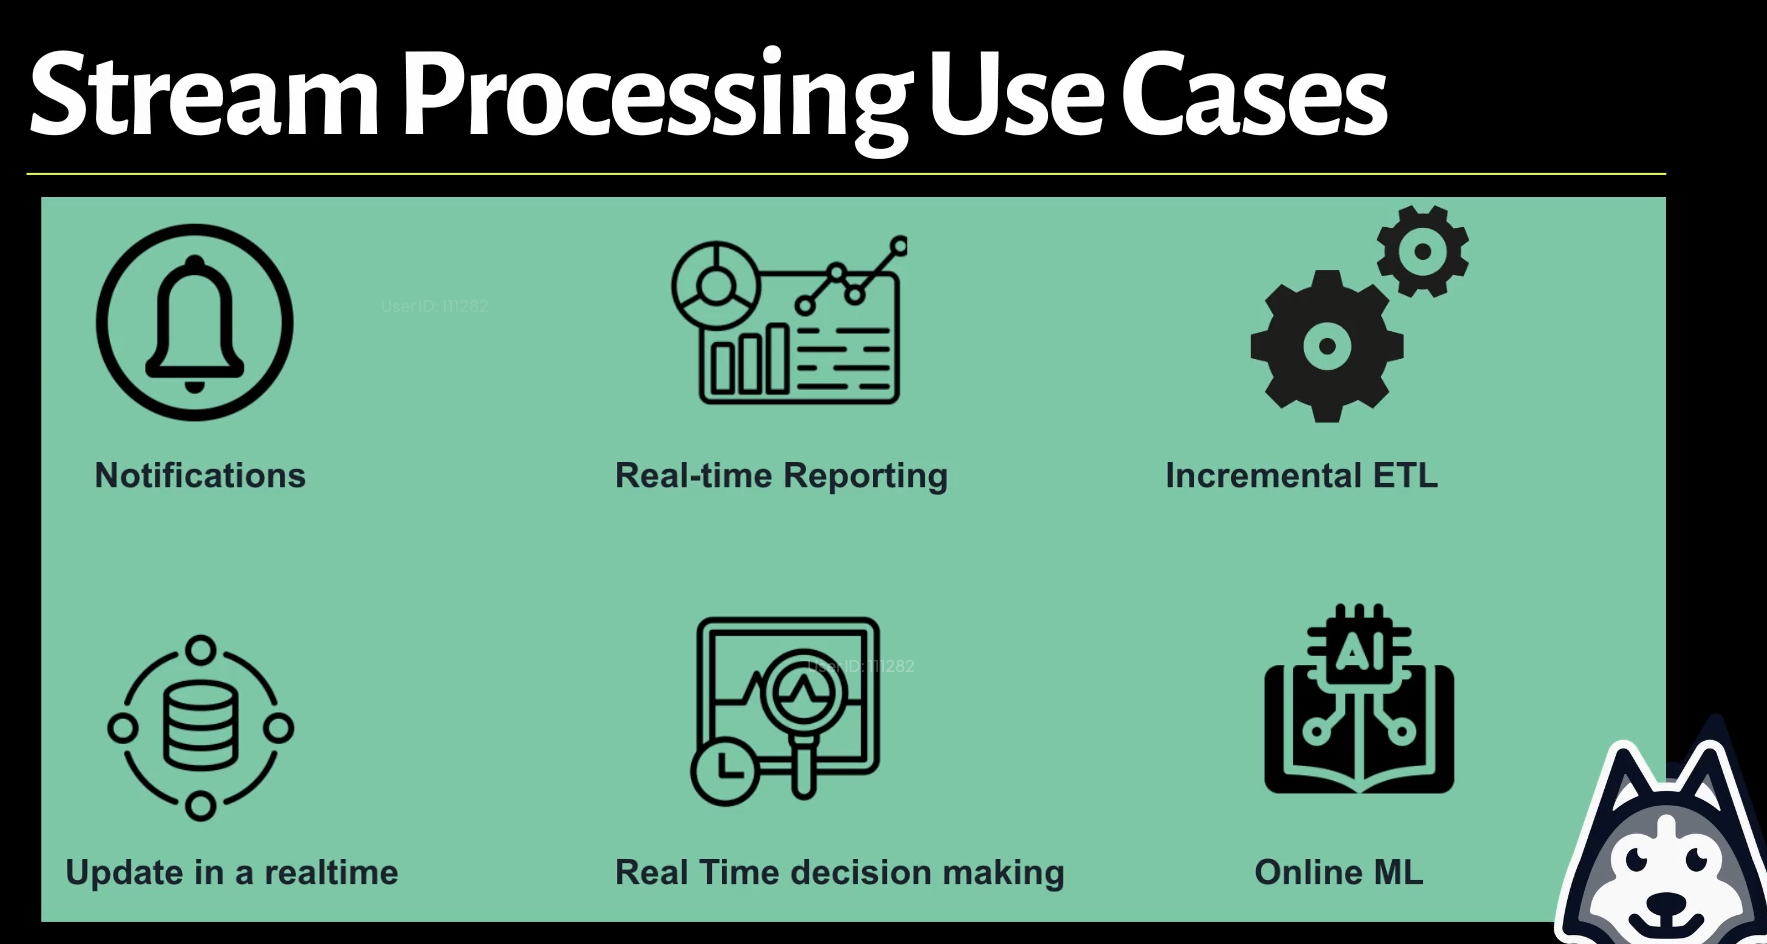 Stream Processing Use Cases
UserID: 111282
Notifications
Real-time Reporting
Incremental ETL
AI
UserID: 111282
Update in a realtime
Real Time decision making
Online ML